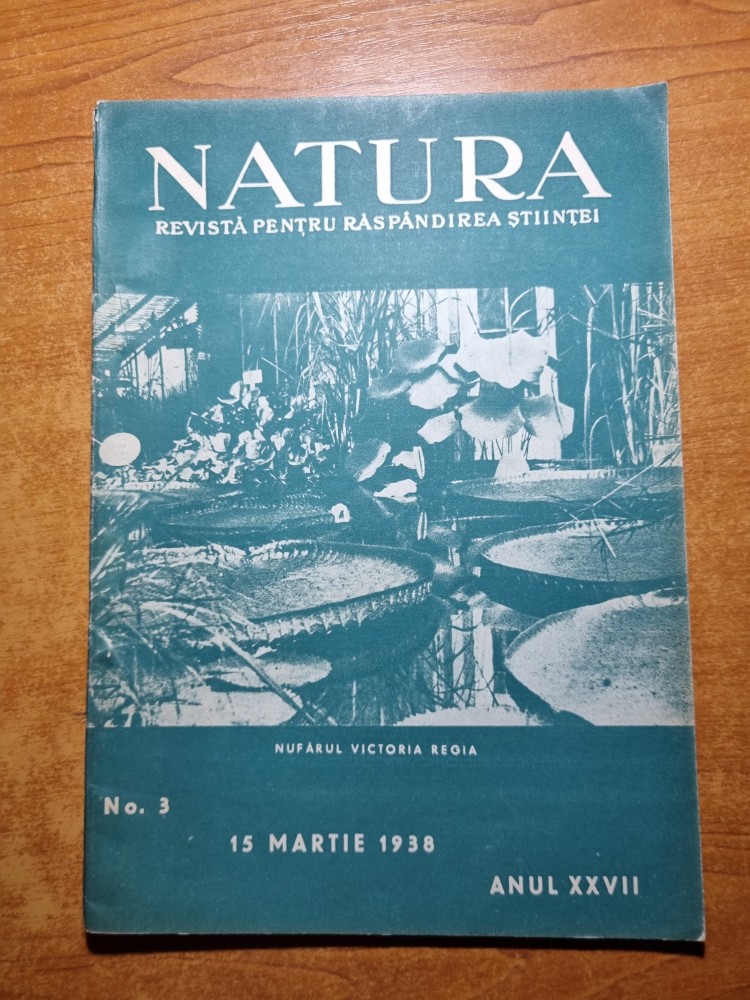 NATURA
REVISTĂ PENTRU RĂSPÂNDIREA ȘTIINȚEI
NUFĂRUL VICTORIA REGIA
No. 3
15 MARTIE 1938
ANUL XXVII